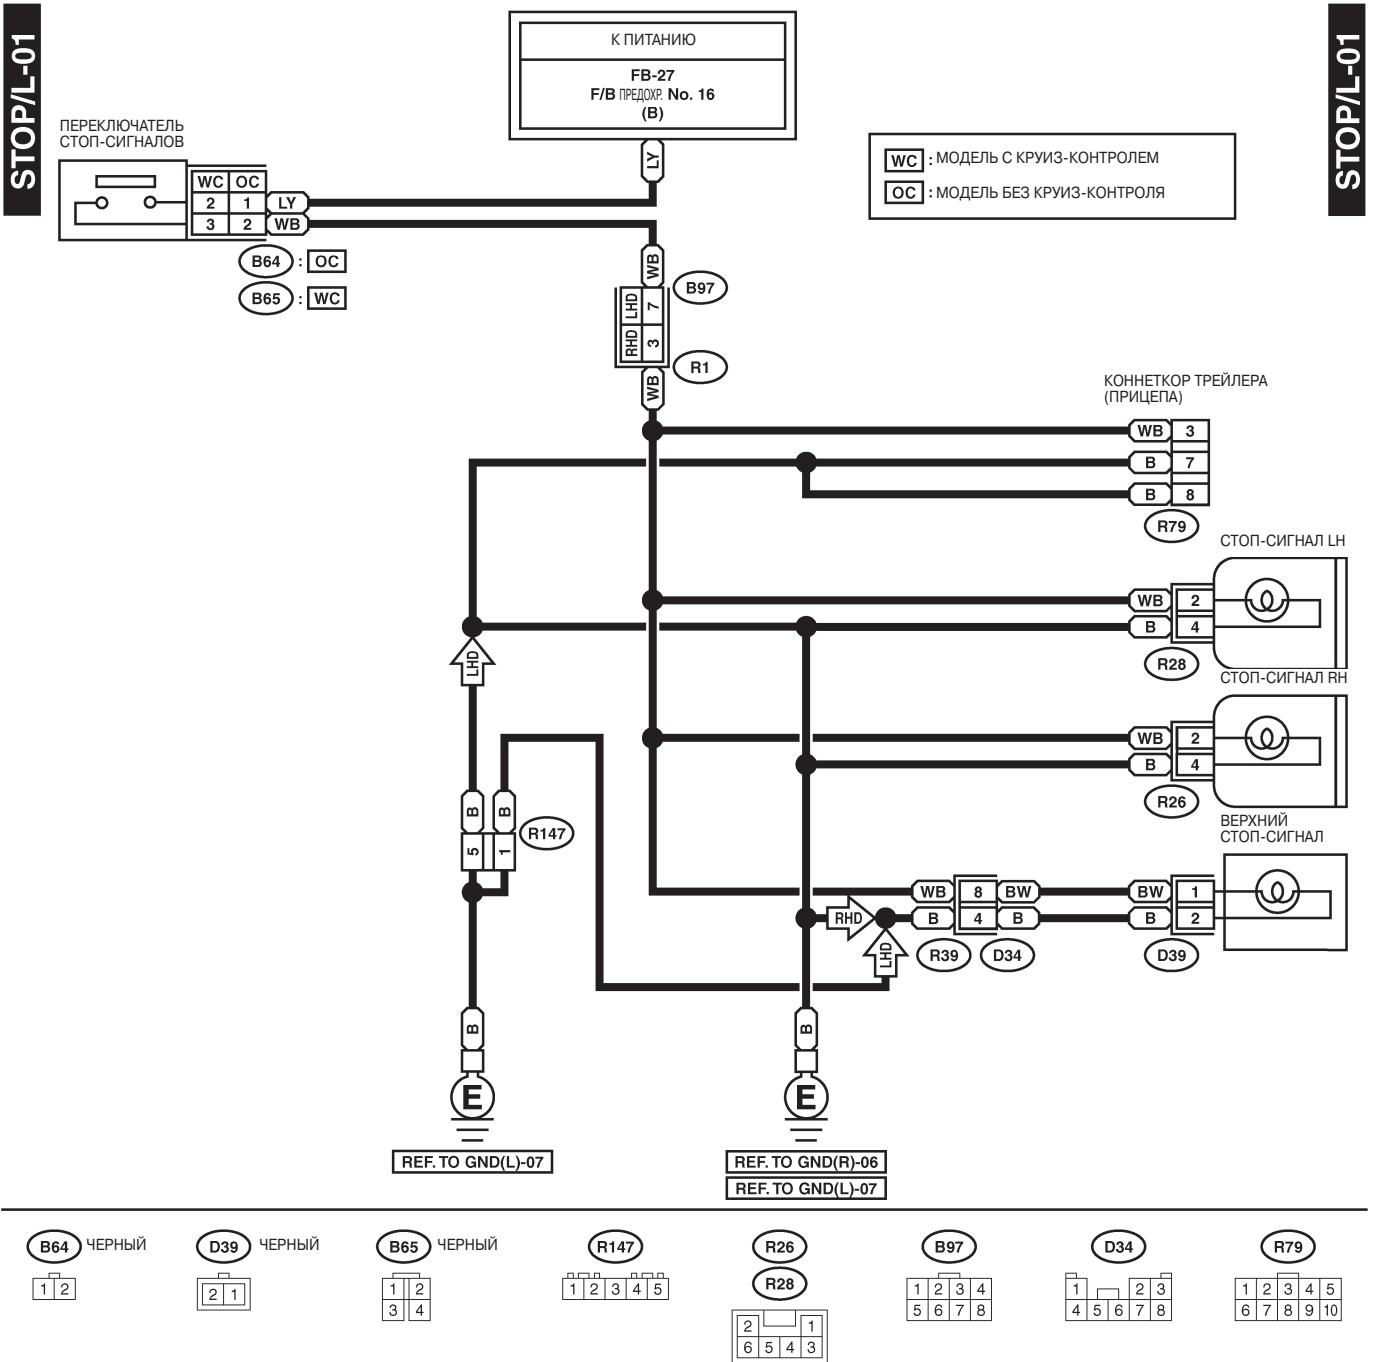 STOP/L-01
STOP/L-01
К ПИТАНИЮ
FB-27
F/B ПРЕДОХР. No. 16
(B)
LY
ПЕРЕКЛЮЧАТЕЛЬ
СТОП-СИГНАЛОВ
WC OC
2 1 LY
3 2 WB
B64 : OC
B65 : WC
WC : МОДЕЛЬ С КРУИЗ-КОНТРОЛЕМ
OC : МОДЕЛЬ БЕЗ КРУИЗ-КОНТРОЛЯ
WB
B97
LHD 7
RHD 3
R1
WB
КОННЕТКОР ТРЕЙЛЕРА
(ПРИЦЕПА)
WB 3
B 7
B 8
R79
СТОП-СИГНАЛ LH
WB 2
B 4
R28
LHD
СТОП-СИГНАЛ RH
WB 2
B 4
R26
B B
5 1
R147
ВЕРХНИЙ
СТОП-СИГНАЛ
WB 8 BW BW 1
RHD B 4 B B 2
LHD
R39 D34 D39
B B
E E
REF. TO GND(L)-07
REF. TO GND(R)-06
REF. TO GND(L)-07
B64 ЧЕРНЫЙ
1 2
D39 ЧЕРНЫЙ
2 1
B65 ЧЕРНЫЙ
1 2
3 4
R147
1 2 3 4 5
R26
R28
2 1
6 5 4 3
B97
1 2 3 4
5 6 7 8
D34
1 2 3
4 5 6 7 8
R79
1 2 3 4 5
6 7 8 9 10